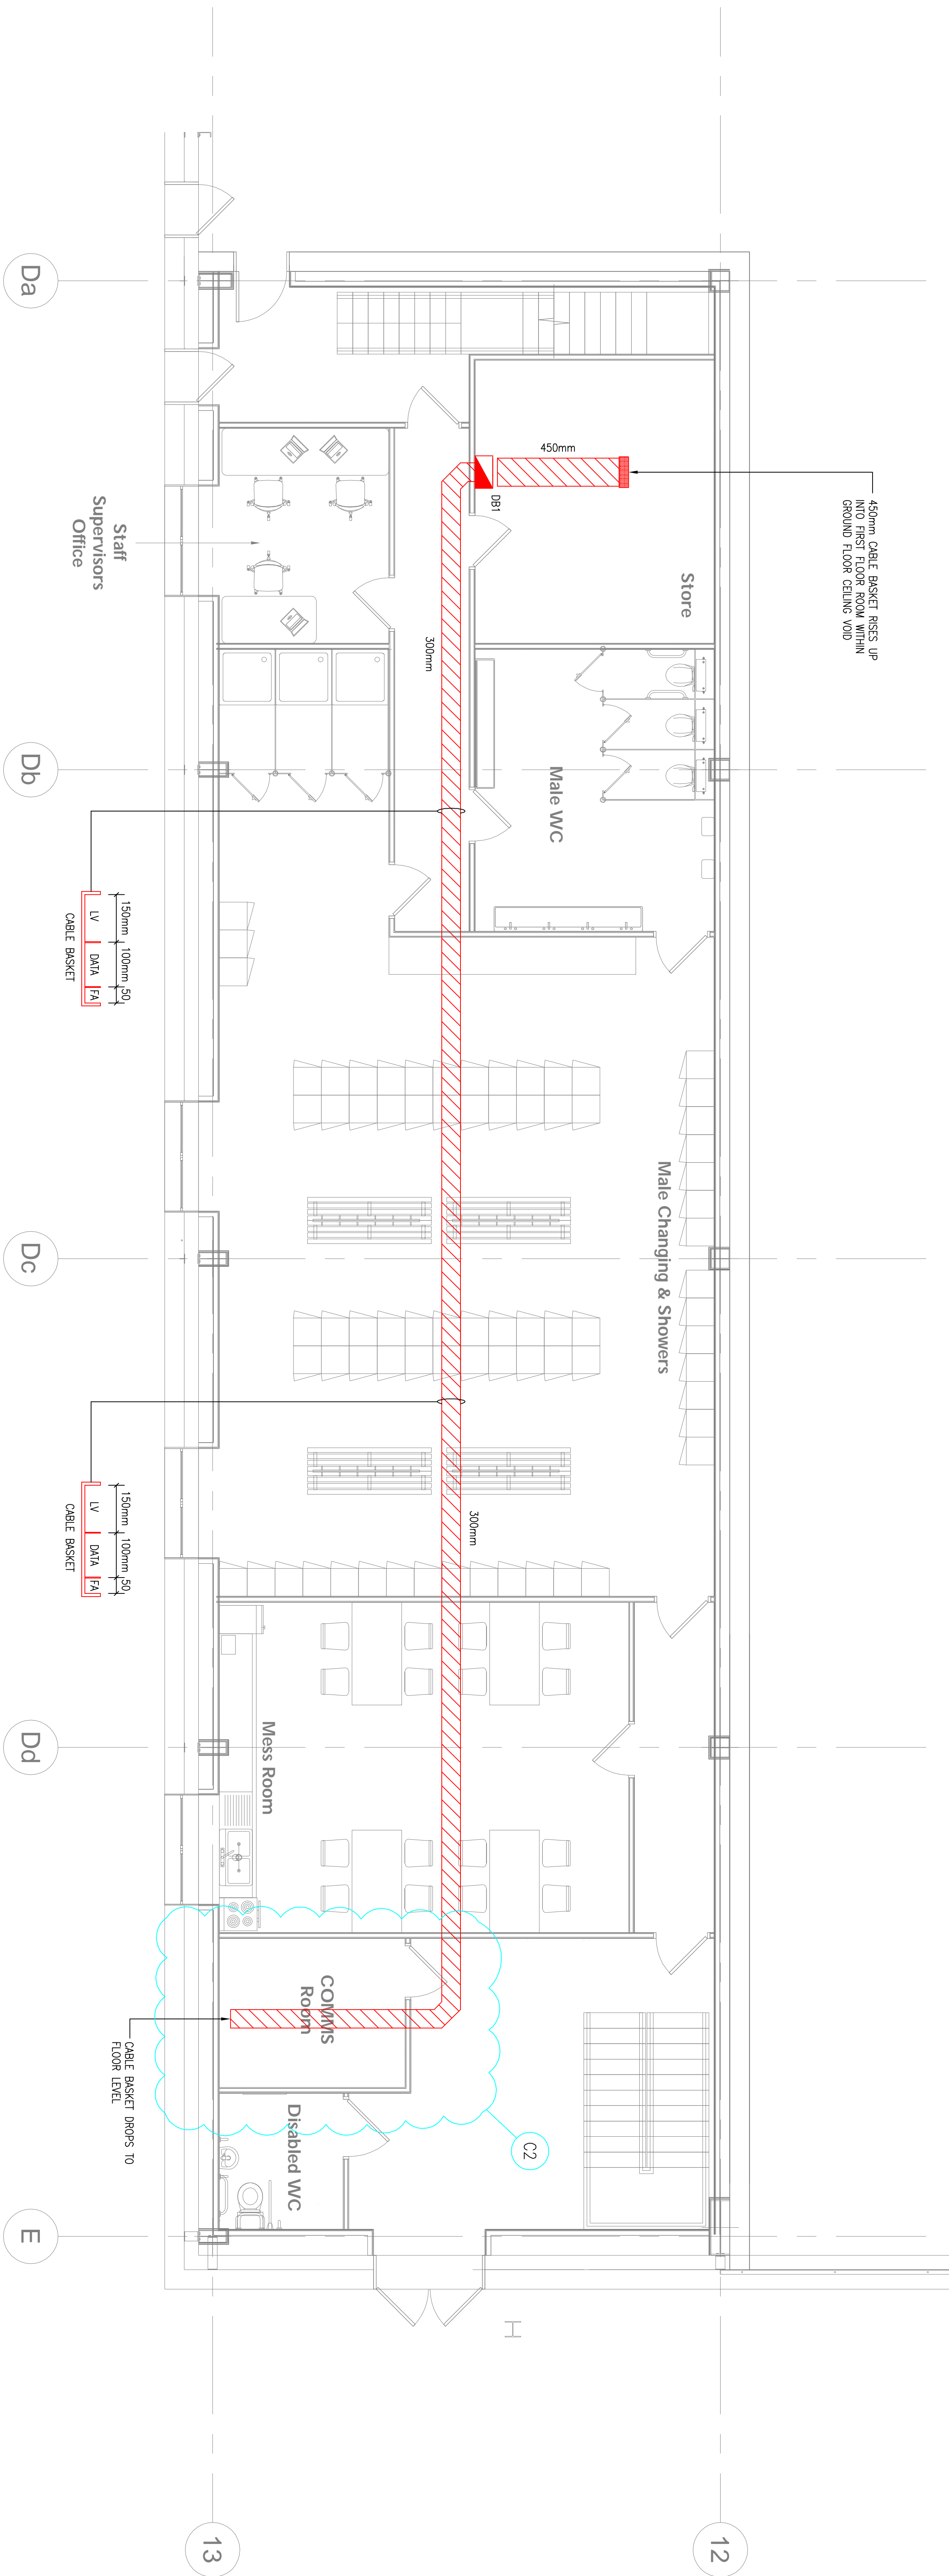 450mm CABLE BASKET RISES UP
INTO FIRST FLOOR ROOM WITHIN
GROUND FLOOR CEILING VOID
12
Store
450mm
DB1
Male WC
Male Changing & Showers
300mm
300mm
Staff
Supervisors
Office
Mess Room
COMMS
Room
Disabled WC
C2
H
13
150mm
100mm
50
LV
DATA
FA
CABLE BASKET
150mm
100mm
50
LV
DATA
FA
CABLE BASKET
CABLE BASKET DROPS TO
FLOOR LEVEL
Da
Db
Dc
Dd
E